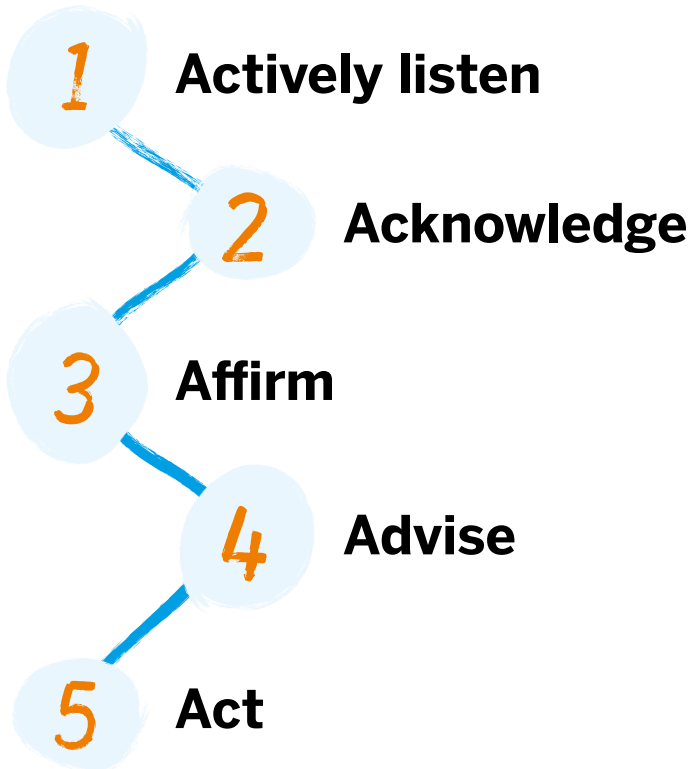 1 Actively listen
2 Acknowledge
3 Affirm
4 Advise
5 Act